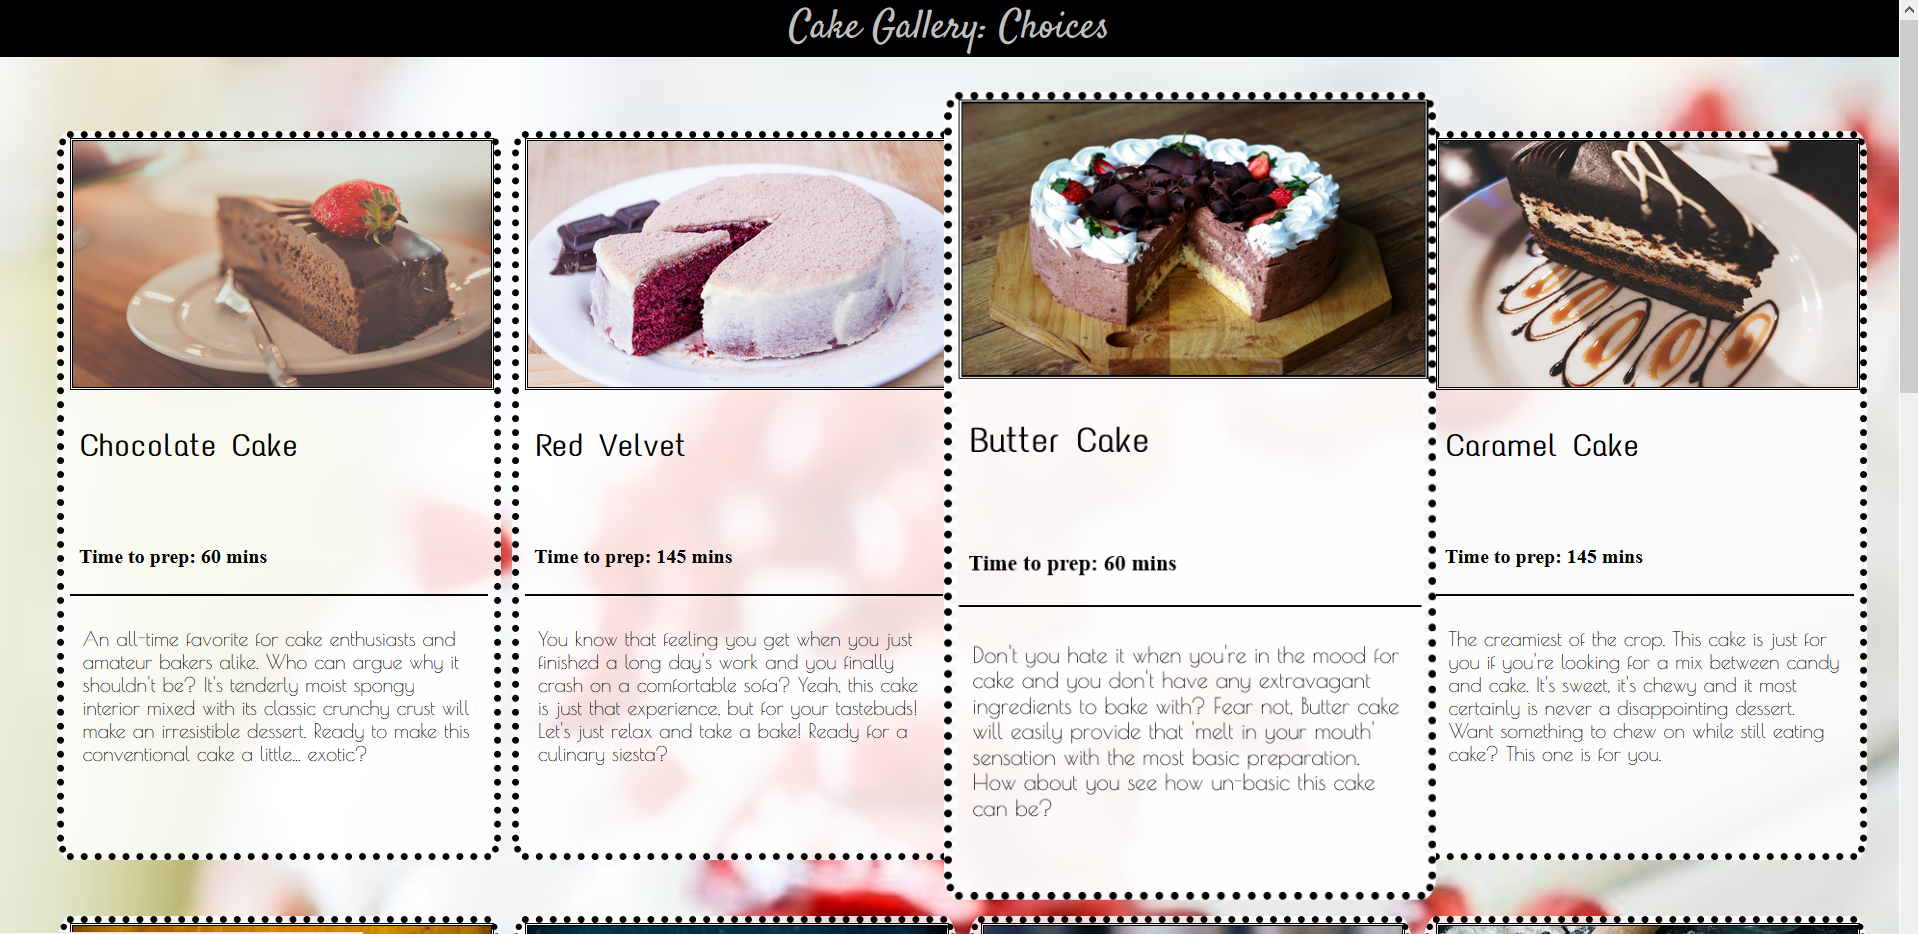 Cake Gallery: Choices
Chocolate Cake
Time to prep: 60 mins
An all-time favorite for cake enthusiasts and
amateur bakers alike. Who can argue why it
shouldn't be? It's tenderly moist spongy
interior mixed with its classic crunchy crust will
make an irresistible dessert. Ready to make this
conventional cake a little... exotic?
Red Velvet
Time to prep: 145 mins
You know that feeling you get when you just
finished a long day's work and you finally
crash on a comfortable sofa? Yeah, this cake
is just that experience, but for your tastebuds!
Let's just relax and take a bake! Ready for a
culinary siesta?
Butter Cake
Time to prep: 60 mins
Don't you hate it when you're in the mood for
cake and you don't have any extravagant
ingredients to bake with? Fear not, Butter cake
will easily provide that 'melt in your mouth'
sensation with the most basic preparation.
How about you see how un-basic this cake
can be?
Caramel Cake
Time to prep: 145 mins
The creamiest of the crop. This cake is just for
you if you're looking for a mix between candy
and cake. It's sweet, it's chewy and it most
certainly is never a disappointing dessert.
Want something to chew on while still eating
cake? This one is for you.